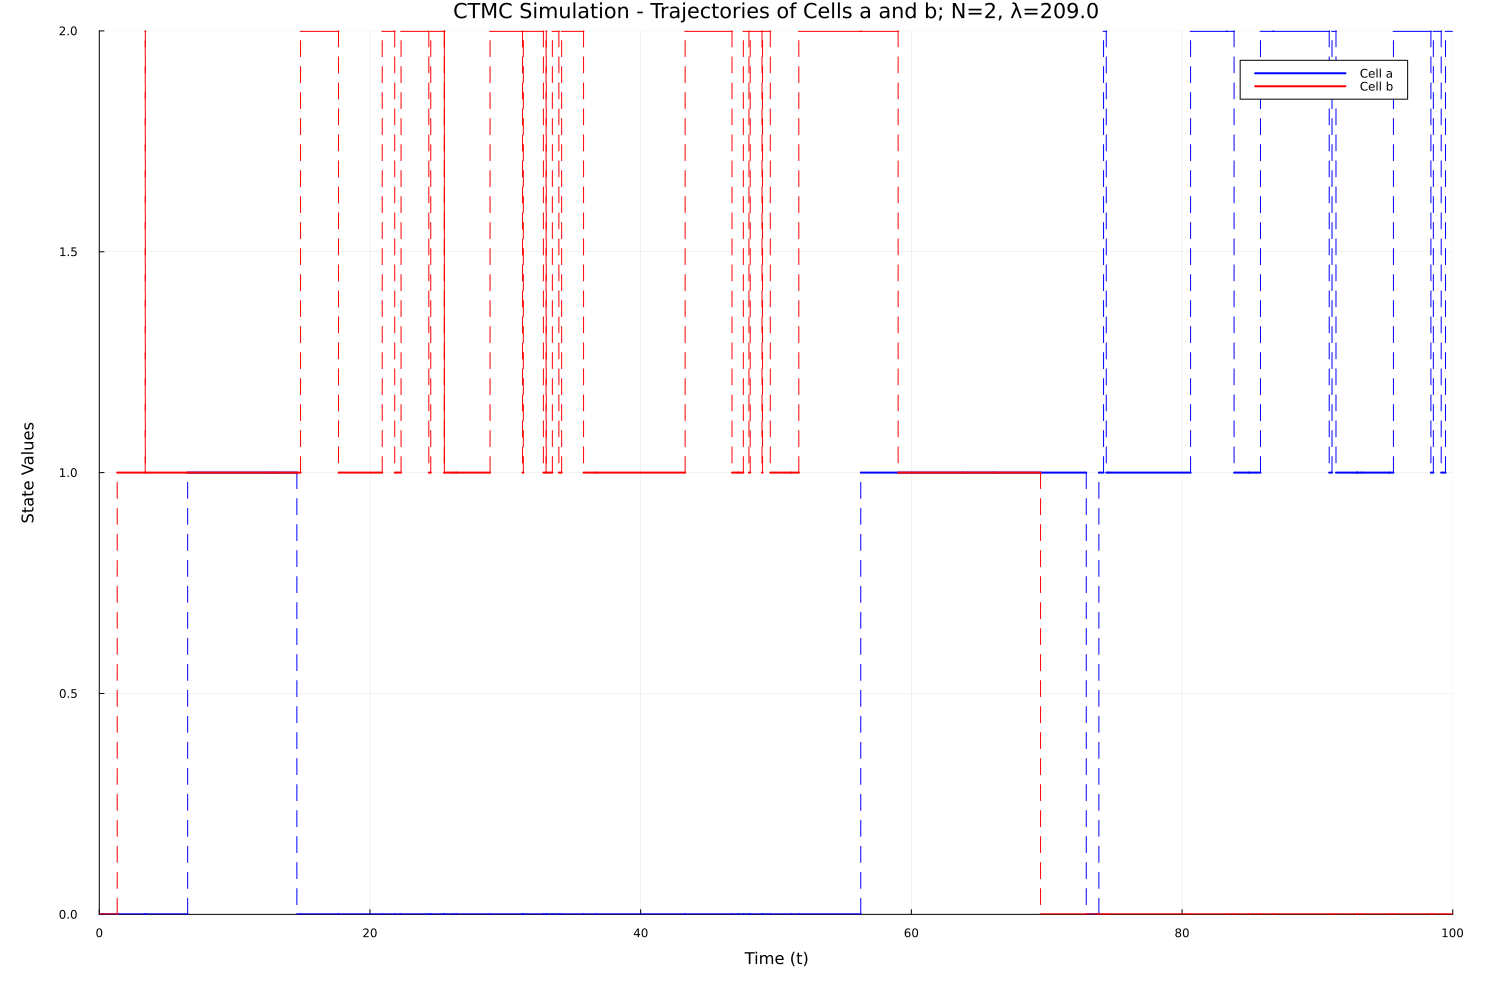 CTMC Simulation - Trajectories of Cells a and b; N=2, λ=209.0
2.0
Cell a
Cell b
1.5
1.0
State Values
0.5
0.0
0 20 40 60 80 100
Time (t)